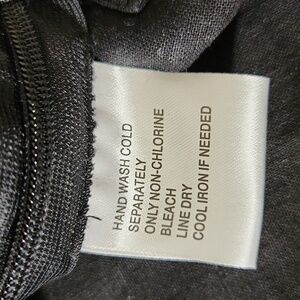 HAND WASH COLD
SEPARATELY
ONLY NON-CHLORINE
BLEACH
LINE DRY
COOL IRON IF NEEDED